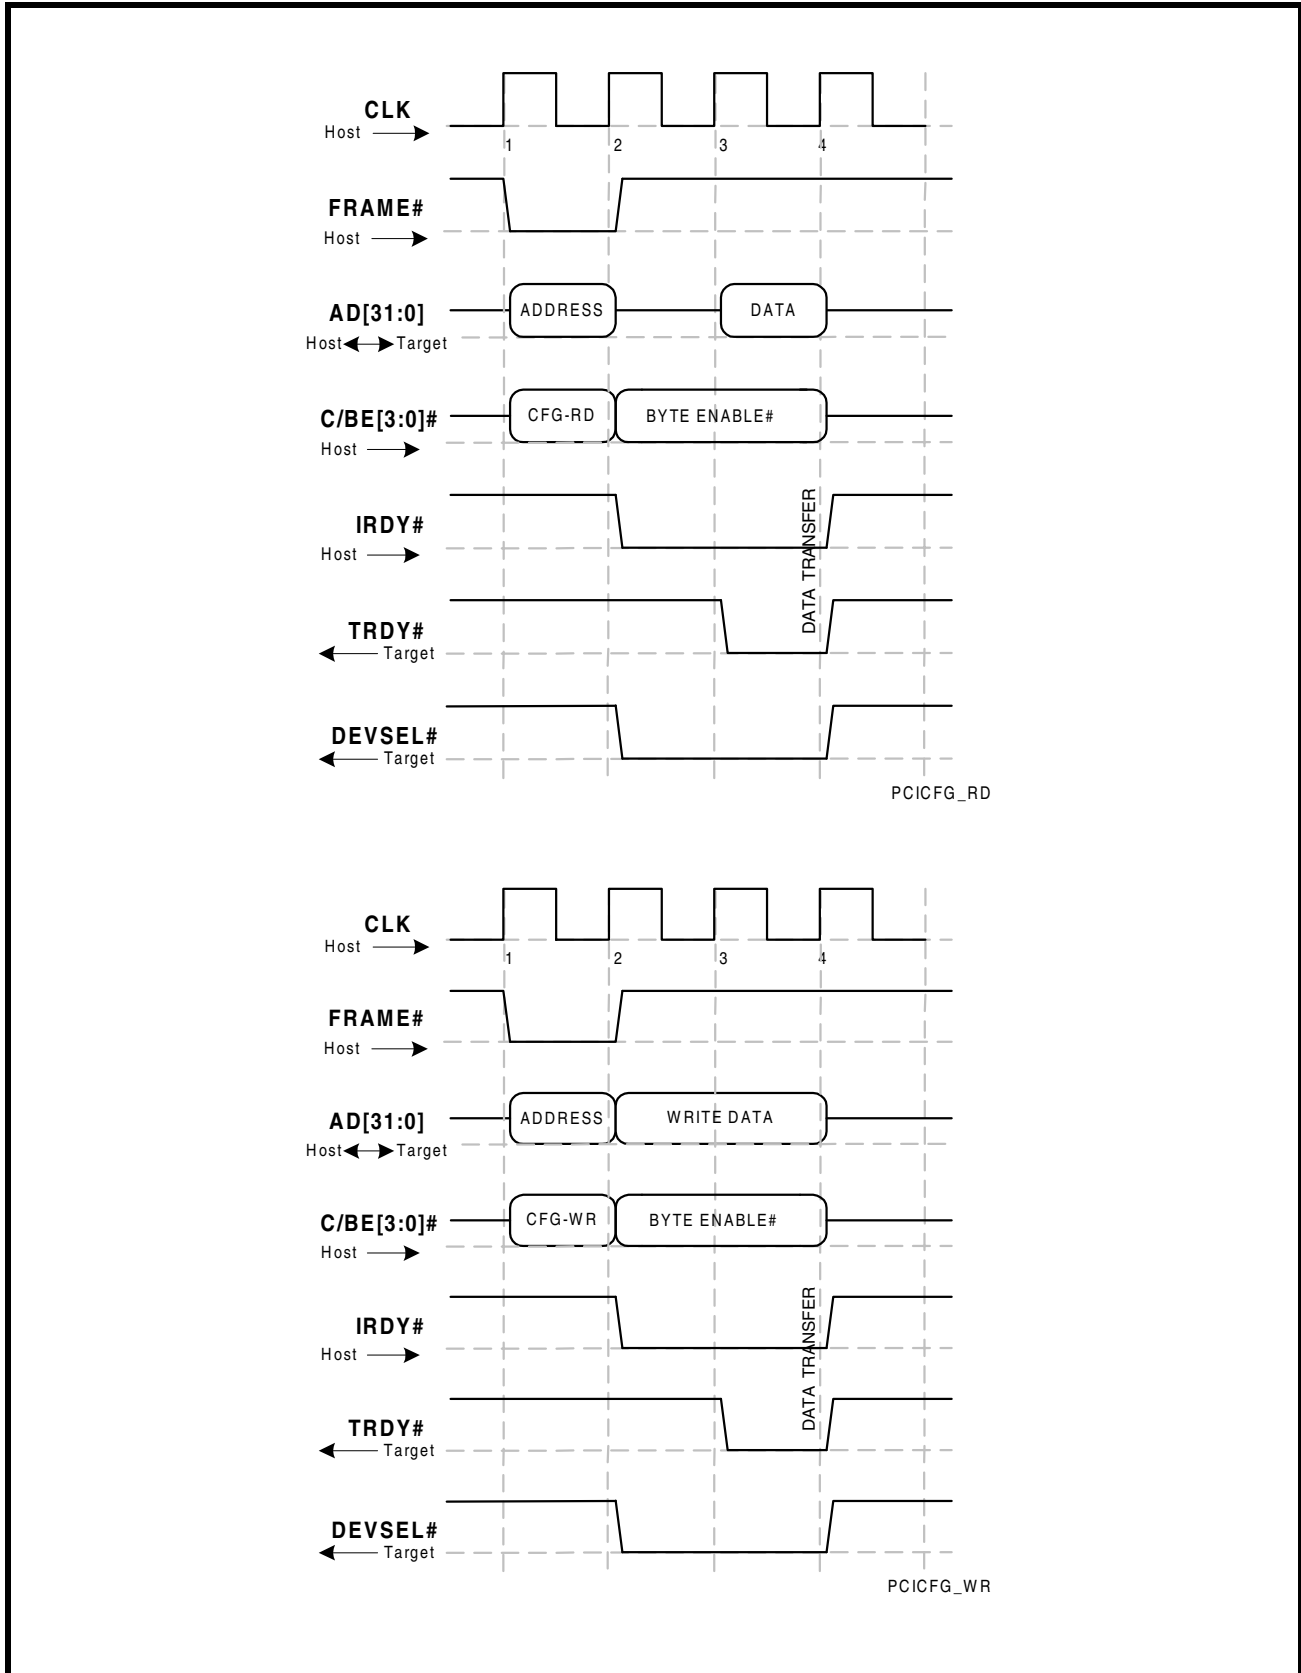 CLK
Host
1 2 3 4
FRAME#
Host
AD[31:0] ADDRESS DATA
Host Target
C/BE[3:0]# CFG-RD BYTE ENABLE#
Host
IRDY#
Host
DATA TRANSFER
TRDY#
Target
DEVSEL#
Target
PCICFG_RD
CLK
Host
1 2 3 4
FRAME#
Host
AD[31:0] ADDRESS WRITE DATA
Host Target
C/BE[3:0]# CFG-WR BYTE ENABLE#
Host
IRDY#
Host
DATA TRANSFER
TRDY#
Target
DEVSEL#
Target
PCICFG_WR